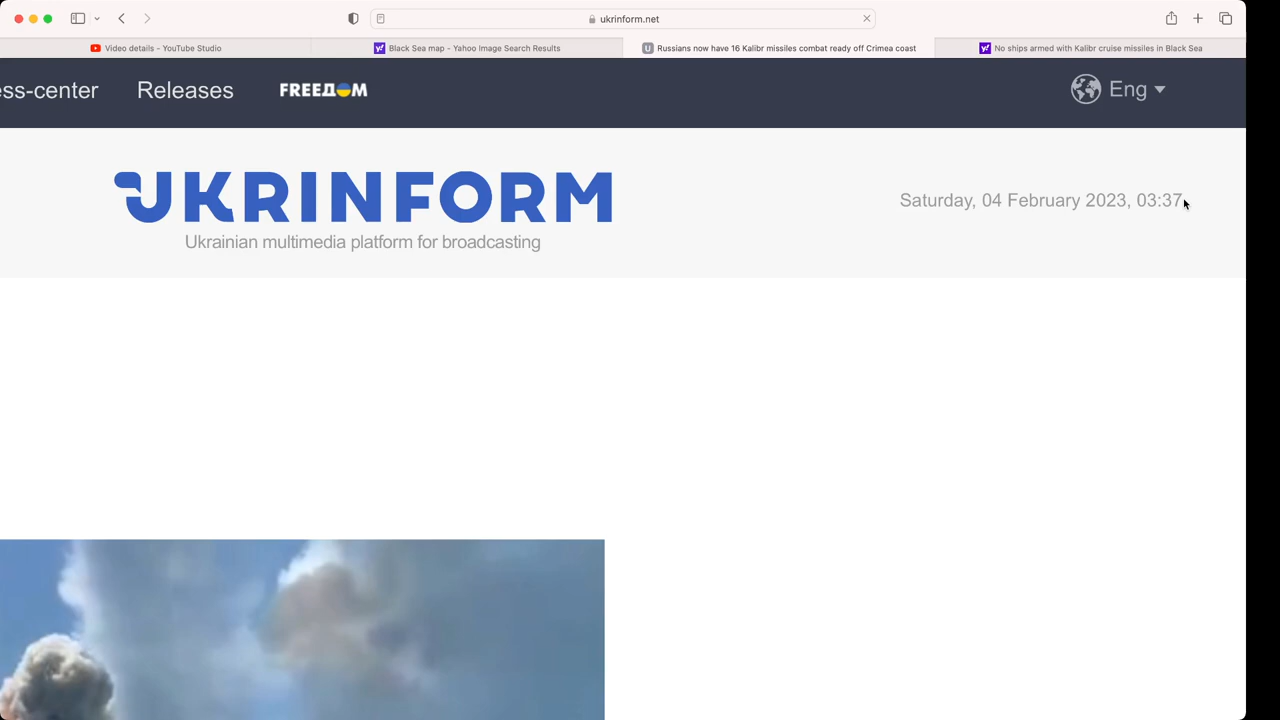 ukrinform.net
Video details - YouTube Studio
Black Sea map - Yahoo Image Search Results
U Russians now have 16 Kalibr missiles combat ready off Crimea coast
y! No ships armed with Kalibr cruise missiles in Black Sea
ess-center Releases FREEДOM Eng
UKRINFORM
Saturday, 04 February 2023, 03:37
Ukrainian multimedia platform for broadcasting